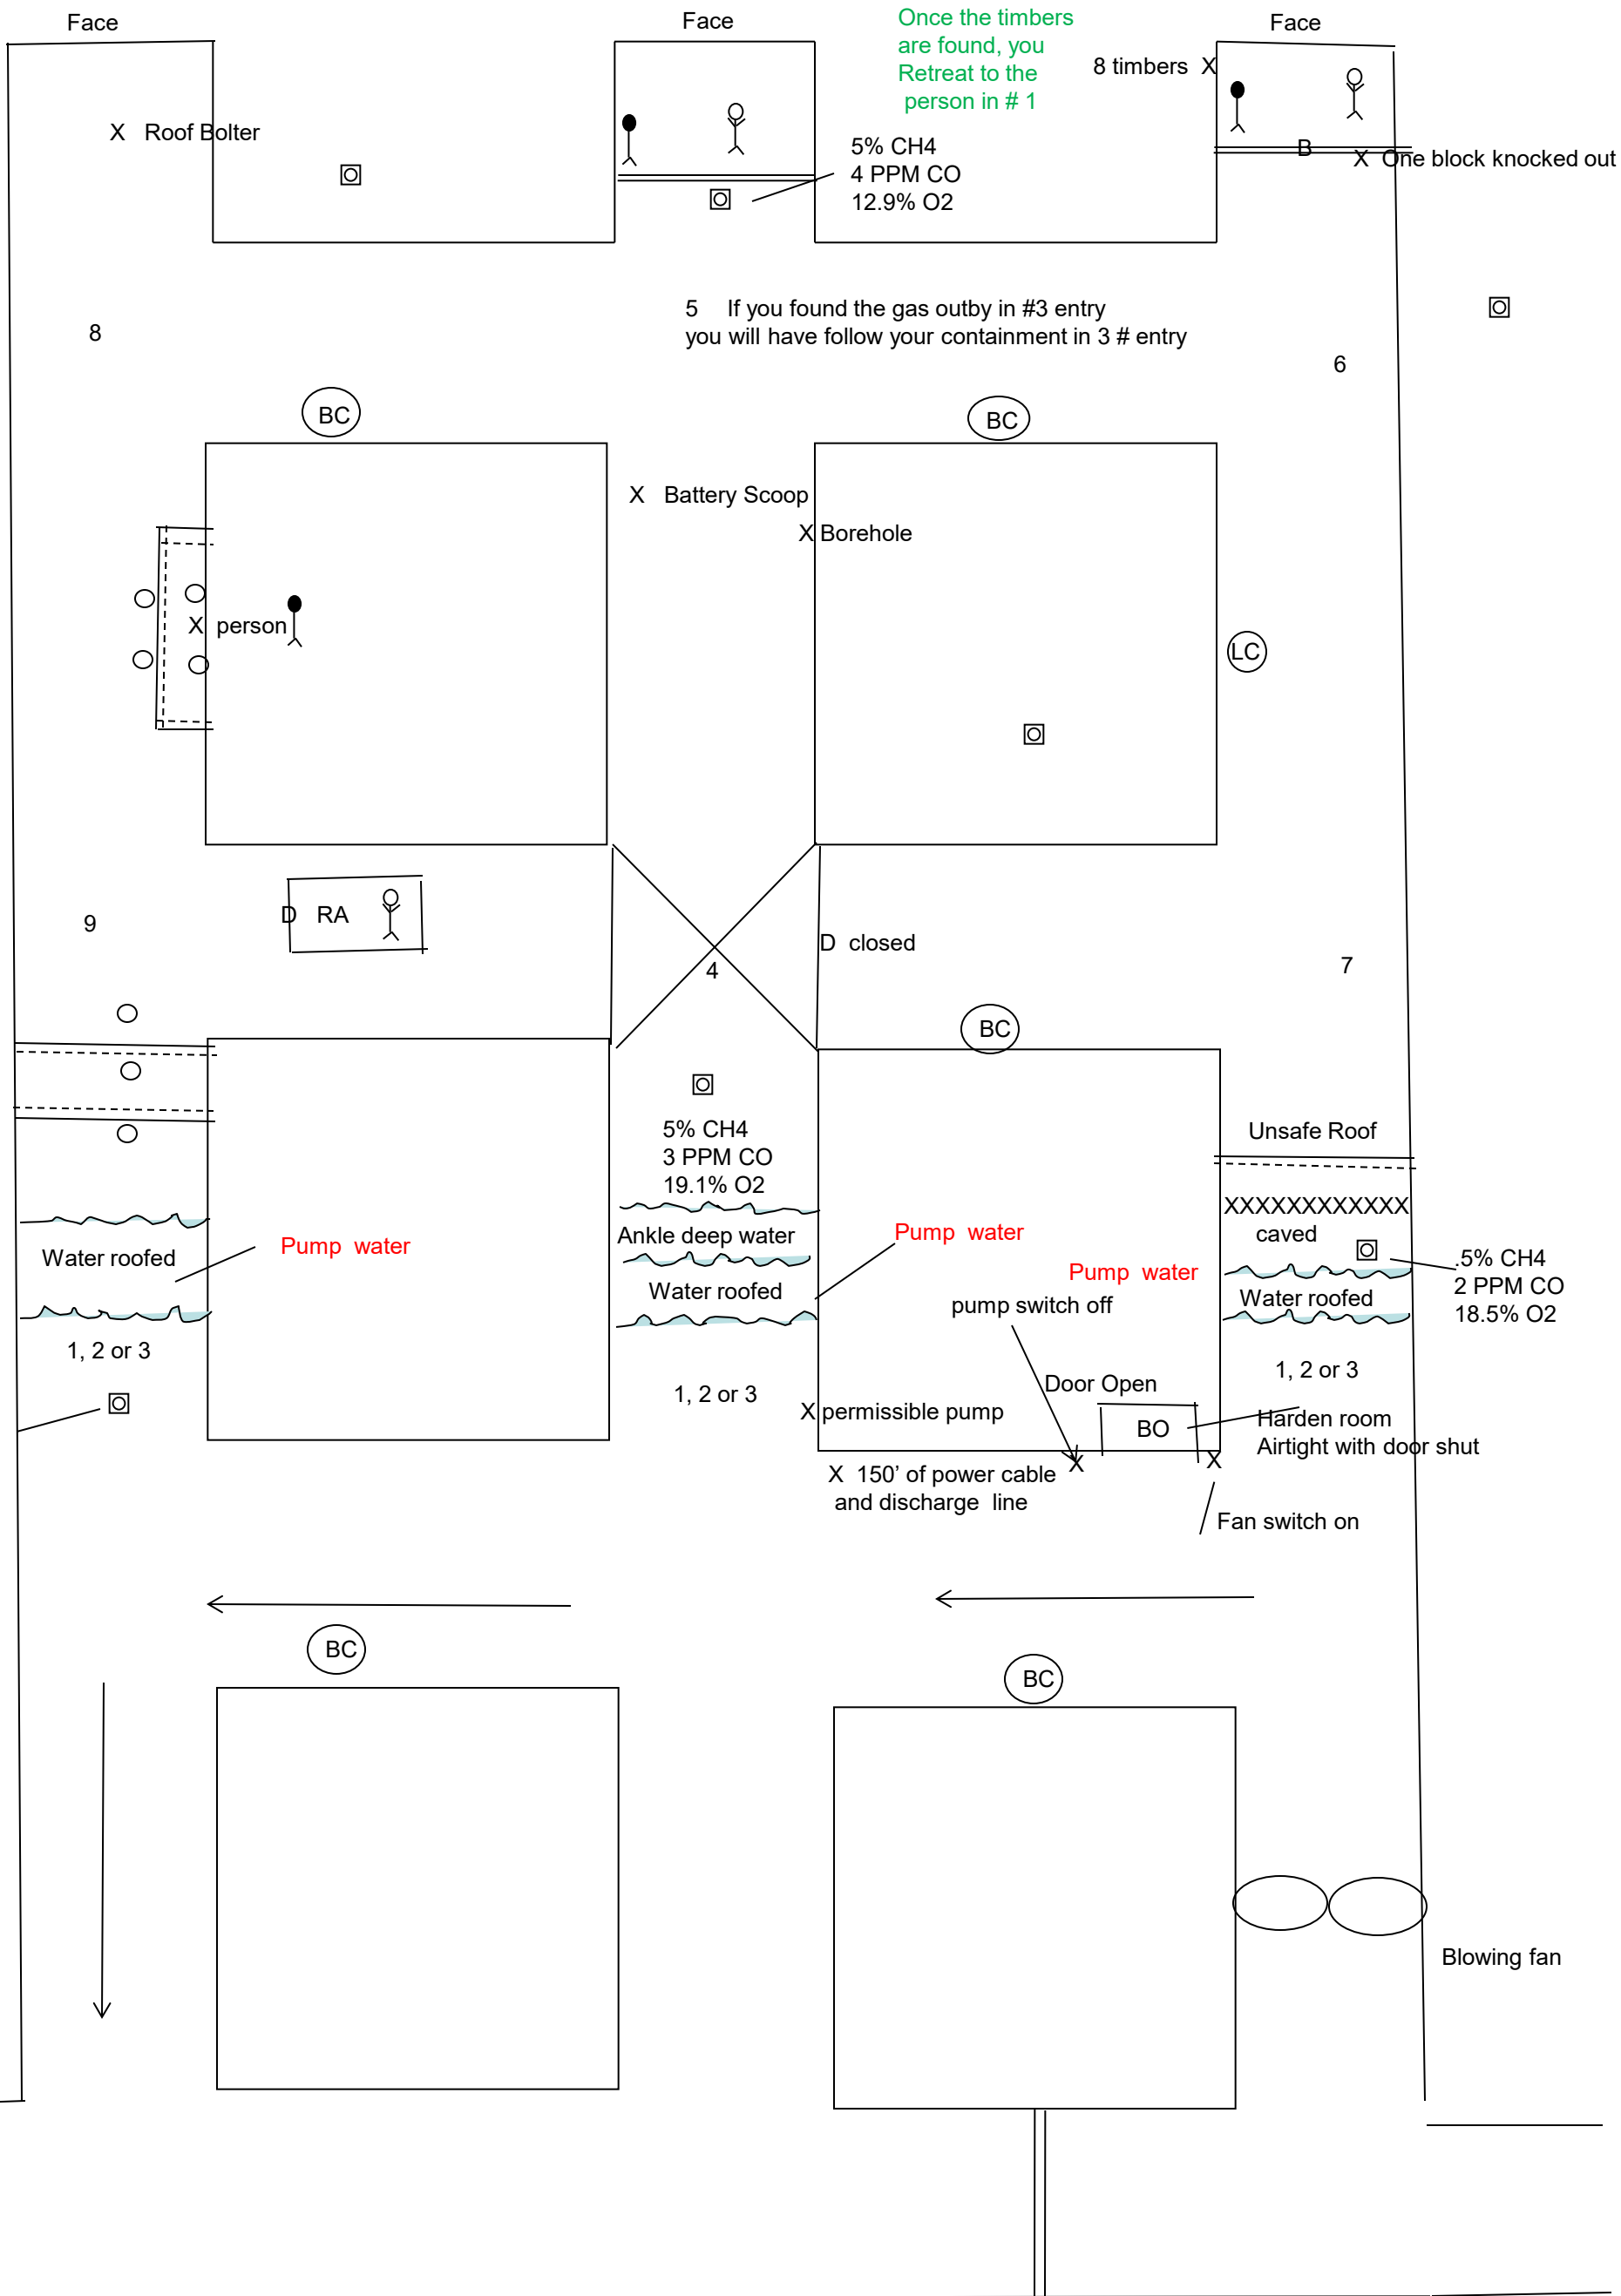 Face
Face
Face
Once the timbers
are found, you
Retreat to the
person in # 1
8 timbers X
X Roof Bolter
5% CH4
4 PPM CO
12.9% O2
B
X One block knocked out
5 If you found the gas outby in #3 entry
you will have follow your containment in 3 # entry
8
6
BC
BC
X Battery Scoop
X Borehole
X person
LC
D RA
9
D closed
4
7
BC
5% CH4
3 PPM CO
19.1% O2
Unsafe Roof
XXXXXXXXXXXX
caved
Ankle deep water
Pump water
Pump water
Water roofed
Water roofed
Pump water
Water roofed
.5% CH4
2 PPM CO
18.5% O2
pump switch off
1, 2 or 3
1, 2 or 3
1, 2 or 3
Door Open
X permissible pump
BO
Harden room
Airtight with door shut
X 150’ of power cable
and discharge line
X
X
Fan switch on
BC
BC
Blowing fan